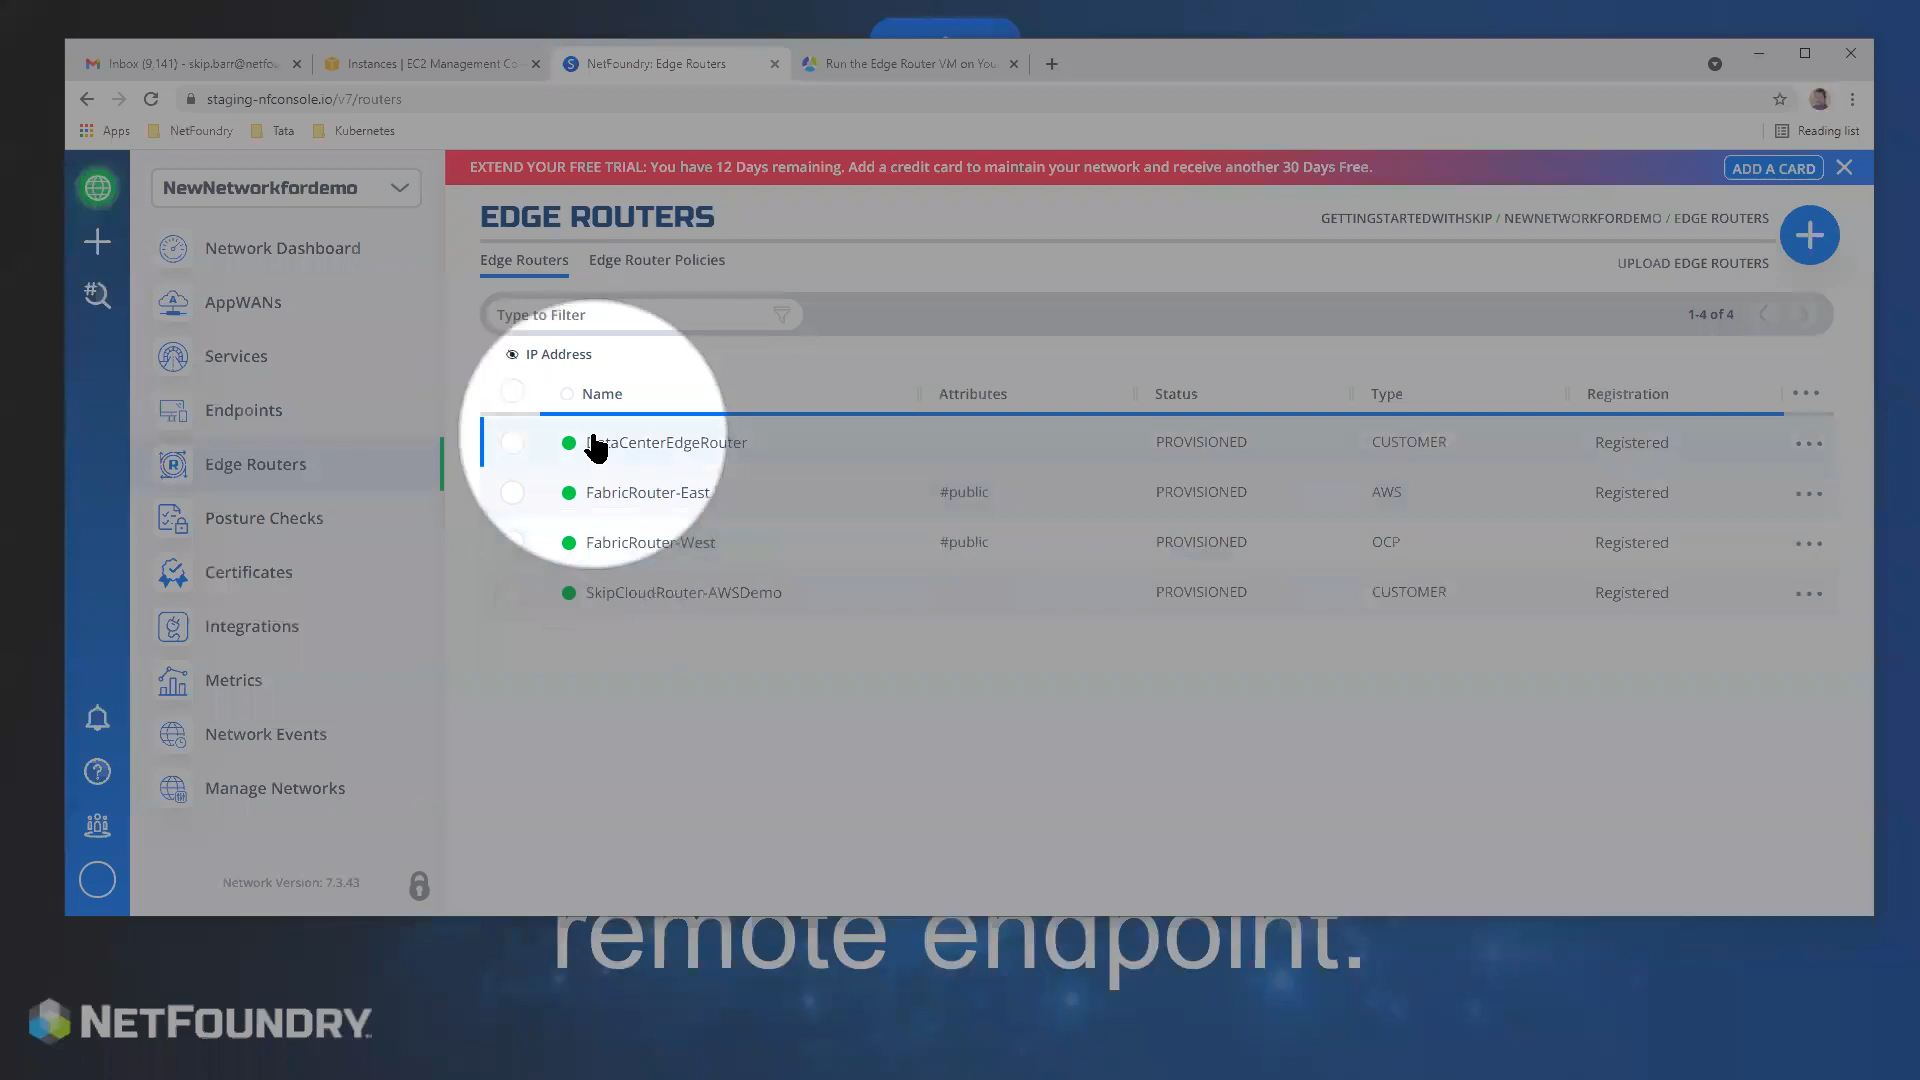 Inbox (9,141) - skip.barr@netfou
Instances | EC2 Management Co
NetFoundry: Edge Routers
Run the Edge Router VM on You
staging-nfconsole.io/v7/routers
Apps
NetFoundry
Tata
Kubernetes
Reading list
EXTEND YOUR FREE TRIAL: You have 12 Days remaining. Add a credit card to maintain your network and receive another 30 Days Free.
ADD A CARD
NewNetworkfordemo
Network Dashboard
AppWANs
Services
Endpoints
Edge Routers
Posture Checks
Certificates
Integrations
Metrics
Network Events
Manage Networks
Network Version: 7.3.43
EDGE ROUTERS
GETTINGSTARTEDWITHSKIP / NEWNETWORKFORDEMO / EDGE ROUTERS
Edge Routers
Edge Router Policies
UPLOAD EDGE ROUTERS
Type to Filter
1-4 of 4
IP Address
Name Attributes Status Type Registration
DataCenterEdgeRouter PROVISIONED CUSTOMER Registered
FabricRouter-East #public PROVISIONED AWS Registered
FabricRouter-West #public PROVISIONED OCP Registered
SkipCloudRouter-AWSDemo PROVISIONED CUSTOMER Registered
remote endpoint.
NETFOUNDRY